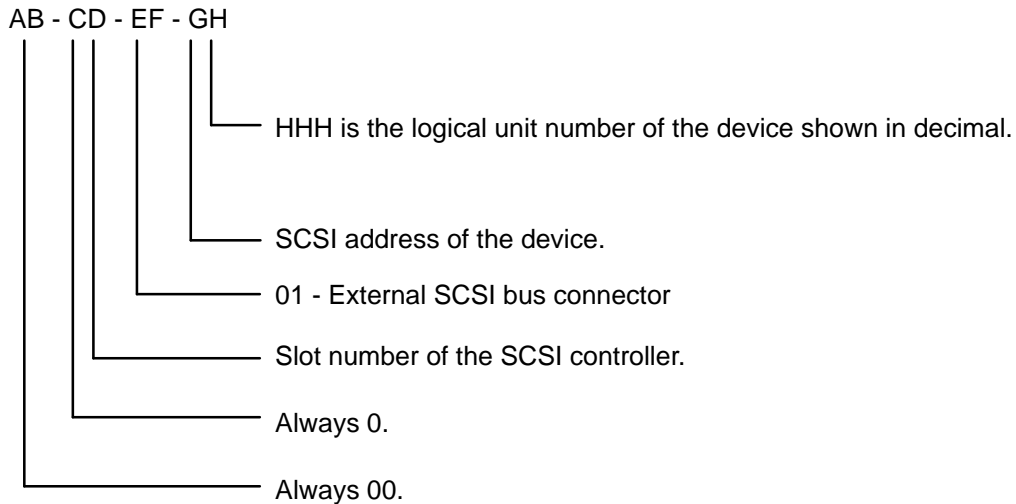 AB - CD - EF - GH
HHH is the logical unit number of the device shown in decimal.
SCSI address of the device.
01 - External SCSI bus connector
Slot number of the SCSI controller.
Always 0.
Always 00.